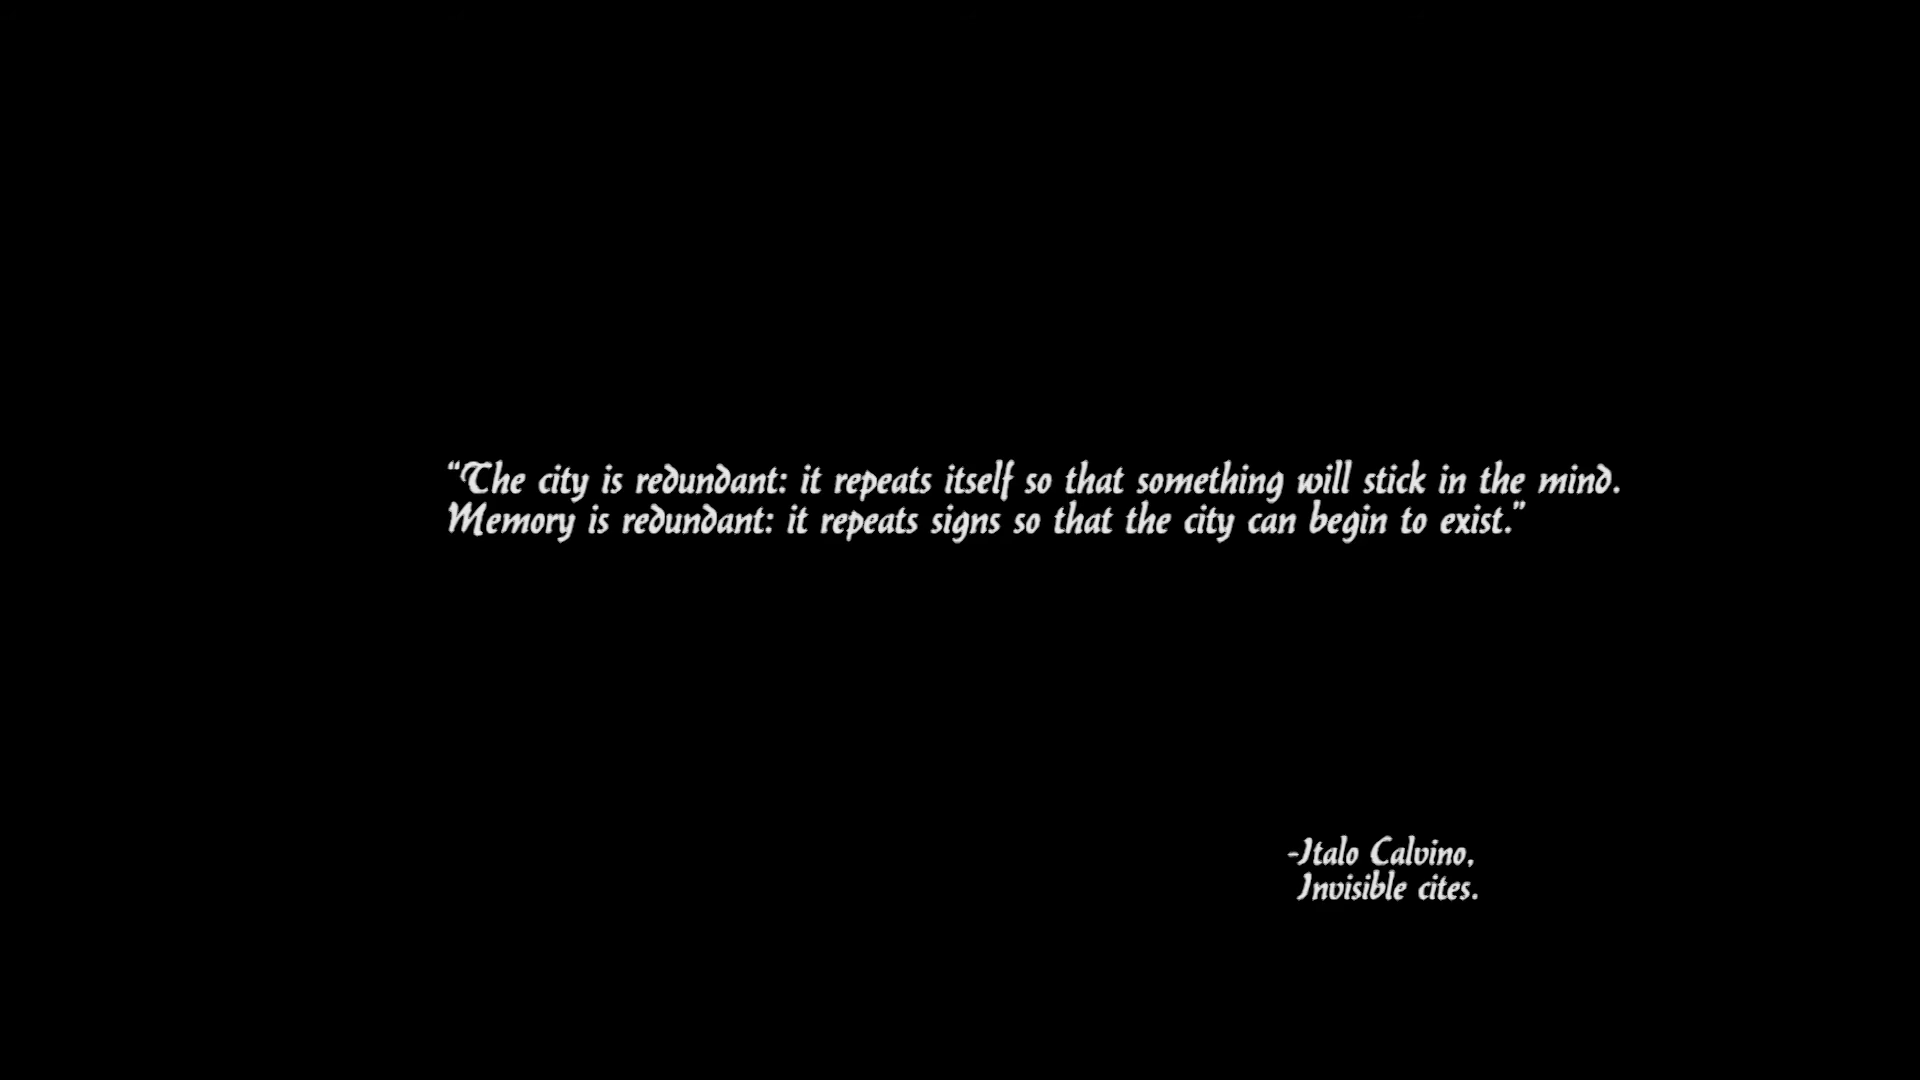 “The city is redundant: it repeats itself so that something will stick in the mind.
Memory is redundant: it repeats signs so that the city can begin to exist.”
-Italo Calvino,
Invisible cites.